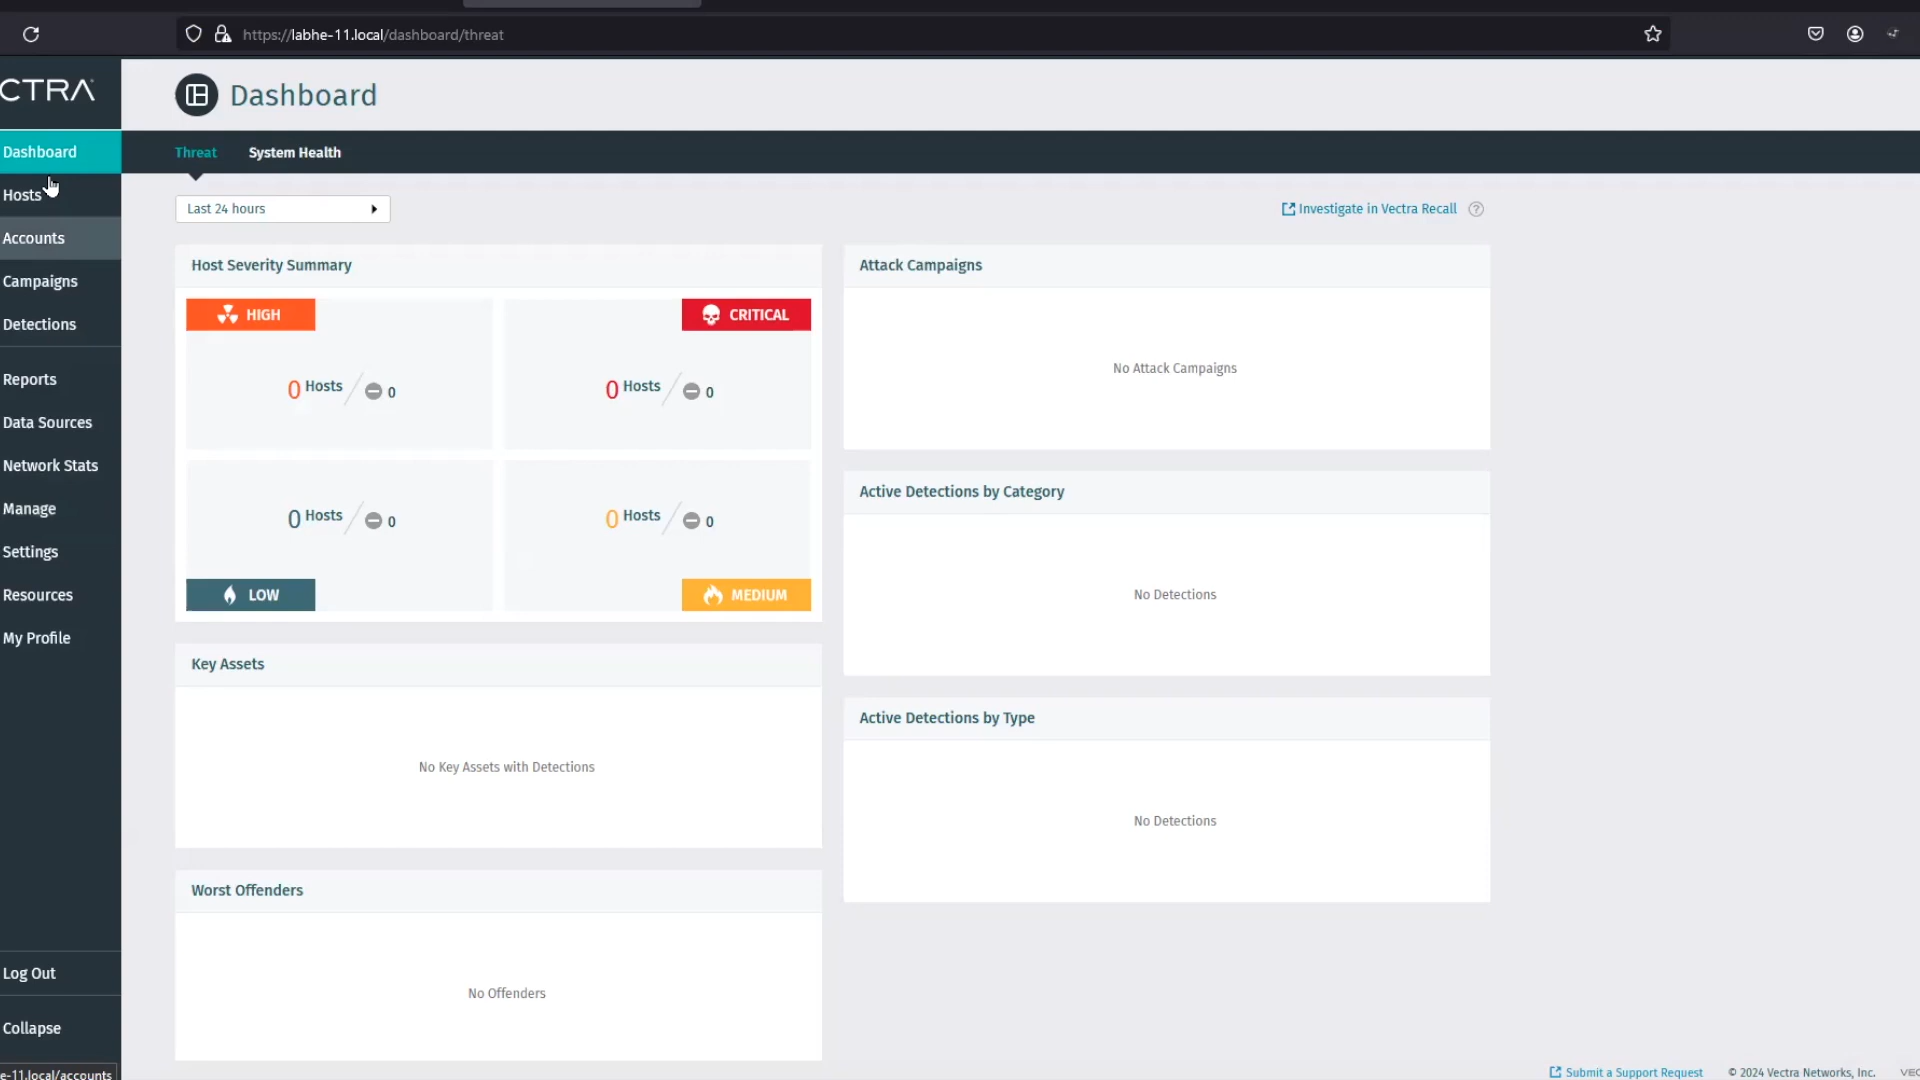 https://labhe-11.local/dashboard/threat
CTRA
Dashboard
Dashboard
Hosts
Accounts
Campaigns
Detections
Reports
Data Sources
Network Stats
Manage
Settings
Resources
My Profile
Log Out
Collapse
e-11.local/accounts
Threat
System Health
Last 24 hours
Investigate in Vectra Recall
?
Host Severity Summary
HIGH
CRITICAL
0 Hosts / 0
0 Hosts / 0
0 Hosts / 0
0 Hosts / 0
LOW
MEDIUM
Key Assets
No Key Assets with Detections
Worst Offenders
No Offenders
Attack Campaigns
No Attack Campaigns
Active Detections by Category
No Detections
Active Detections by Type
No Detections
Submit a Support Request
© 2024 Vectra Networks, Inc.
VEC